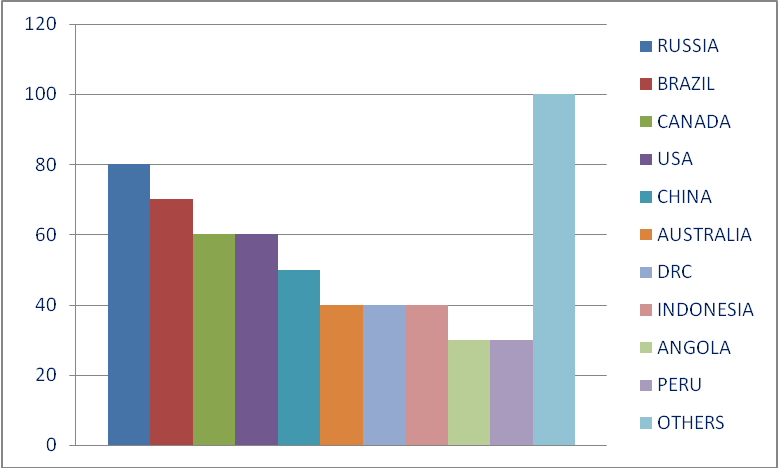 120
100
80
60
40
20
0
RUSSIA
BRAZIL
CANADA
USA
CHINA
AUSTRALIA
DRC
INDONESIA
ANGOLA
PERU
OTHERS